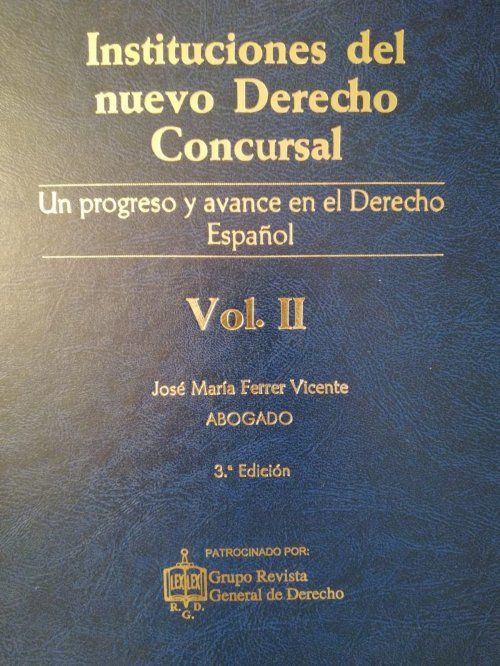 Instituciones del
nuevo Derecho
Concursal
Un progreso y avance en el Derecho
Español
Vol. II
José María Ferrer Vicente
ABOGADO
3.ª Edición
PATROCINADO POR:
LEX LEX
Grupo Revista
General de Derecho
R. D.
G.